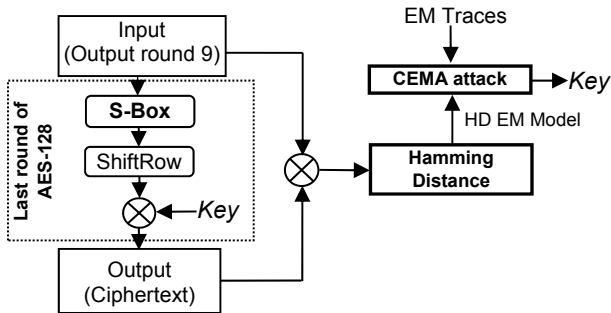 Input
(Output round 9)
Last round of
AES-128
S-Box
ShiftRow
Key
Output
(Ciphertext)
EM Traces
CEMA attack
Key
HD EM Model
Hamming
Distance